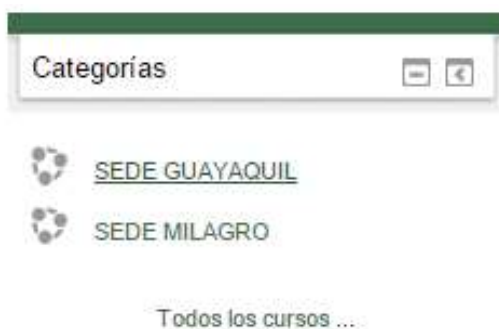 Categorías
SEDE GUAYAQUIL
SEDE MILAGRO
Todos los cursos ...